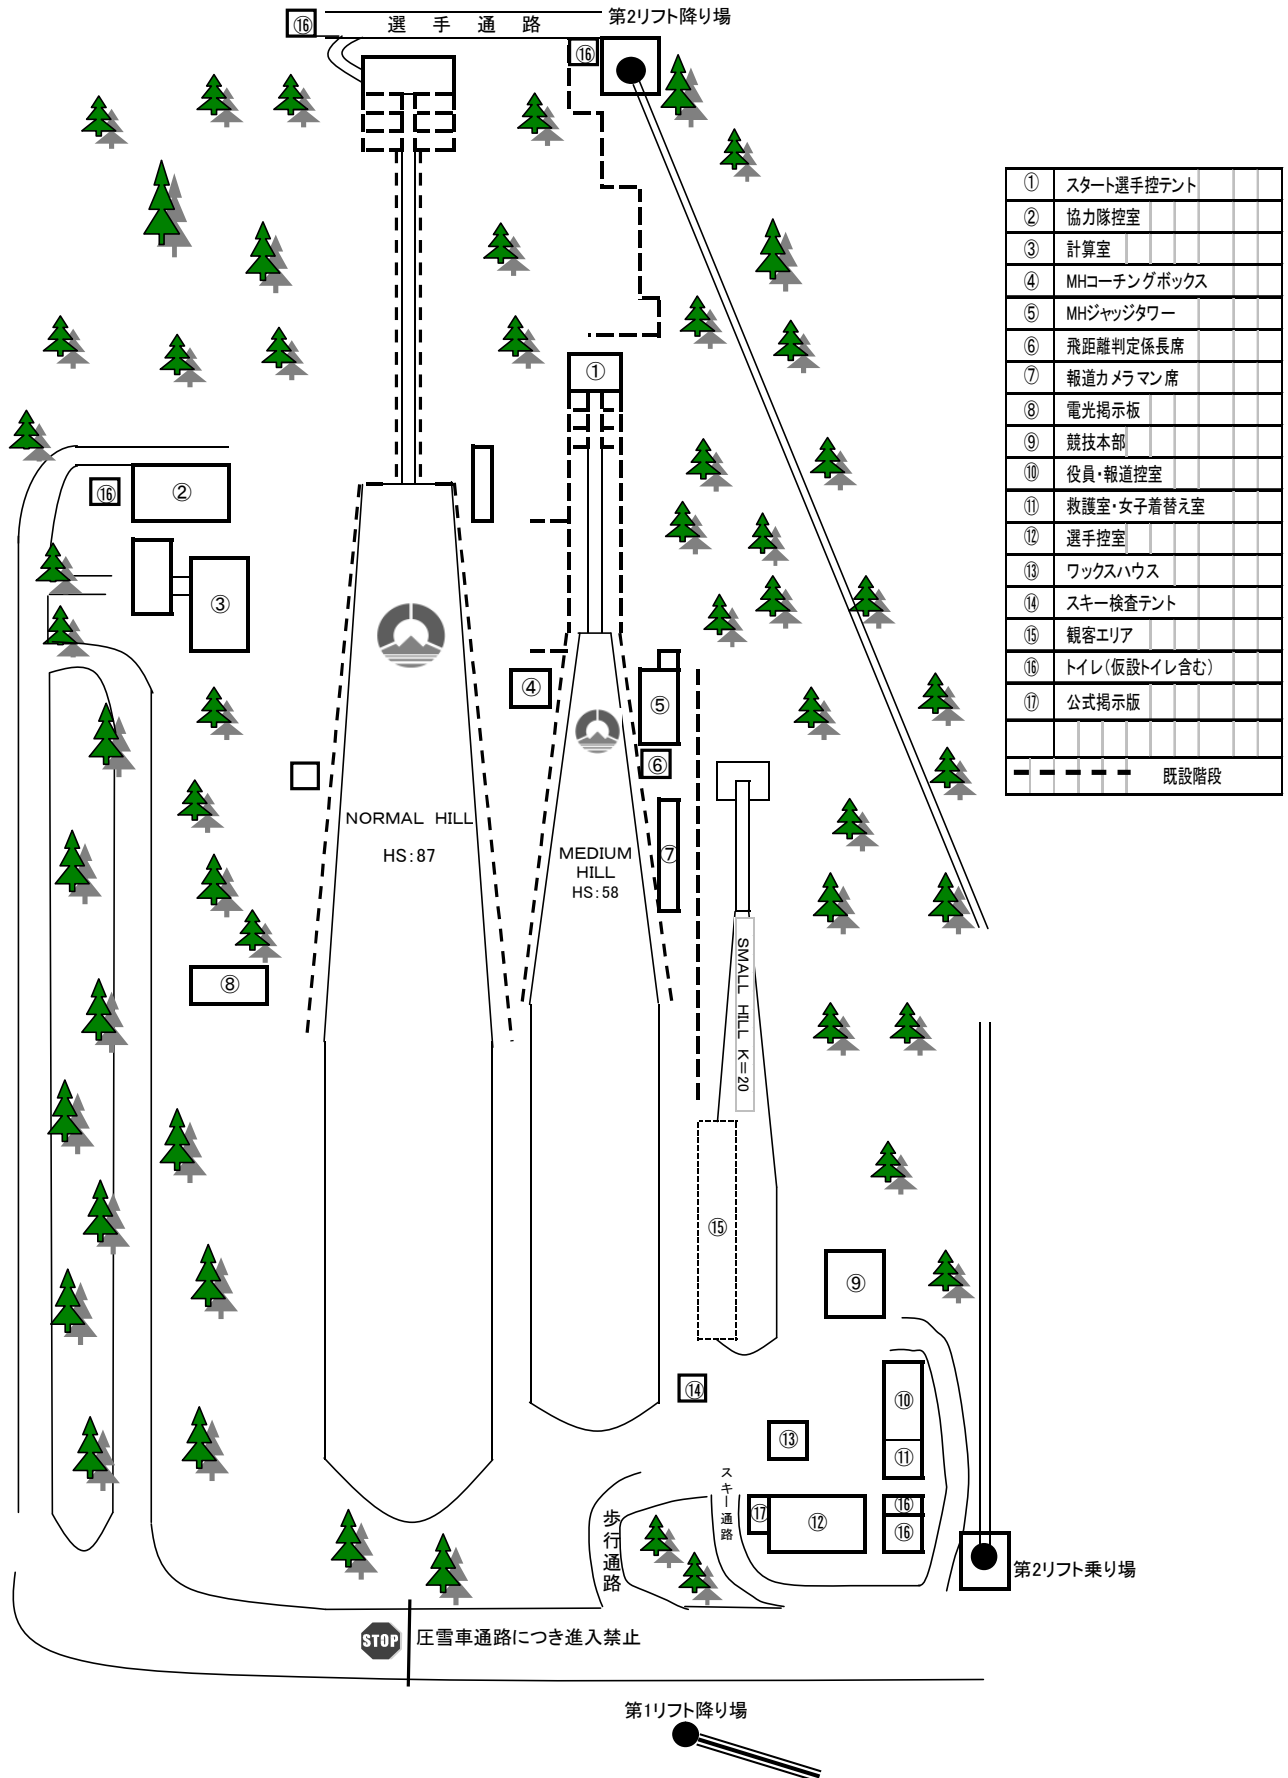 ⑯
選手通路
第2リフト降り場
⑯
① スタート選手控テント
② 協力隊控室
③ 計算室
④ MHコーチングボックス
⑤ MHジャッジタワー
⑥ 飛距離判定係長席
⑦ 報道カメラマン席
⑧ 電光掲示板
⑨ 競技本部
⑩ 役員・報道控室
⑪ 救護室・女子着替え室
⑫ 選手控室
⑬ ワックスハウス
⑭ スキー検査テント
⑮ 観客エリア
⑯ トイレ(仮設トイレ含む)
⑰ 公式掲示版
既設階段
①
⑯
②
③
④
⑤
⑥
NORMAL HILL
HS:87
MEDIUM
HILL
HS:58
⑦
SMALL HILL K=20
⑧
⑮
⑨
⑭
⑩
⑬
⑪
スキー通路
歩行通路
⑰
⑫
⑯
⑯
第2リフト乗り場
STOP
圧雪車通路につき進入禁止
第1リフト降り場